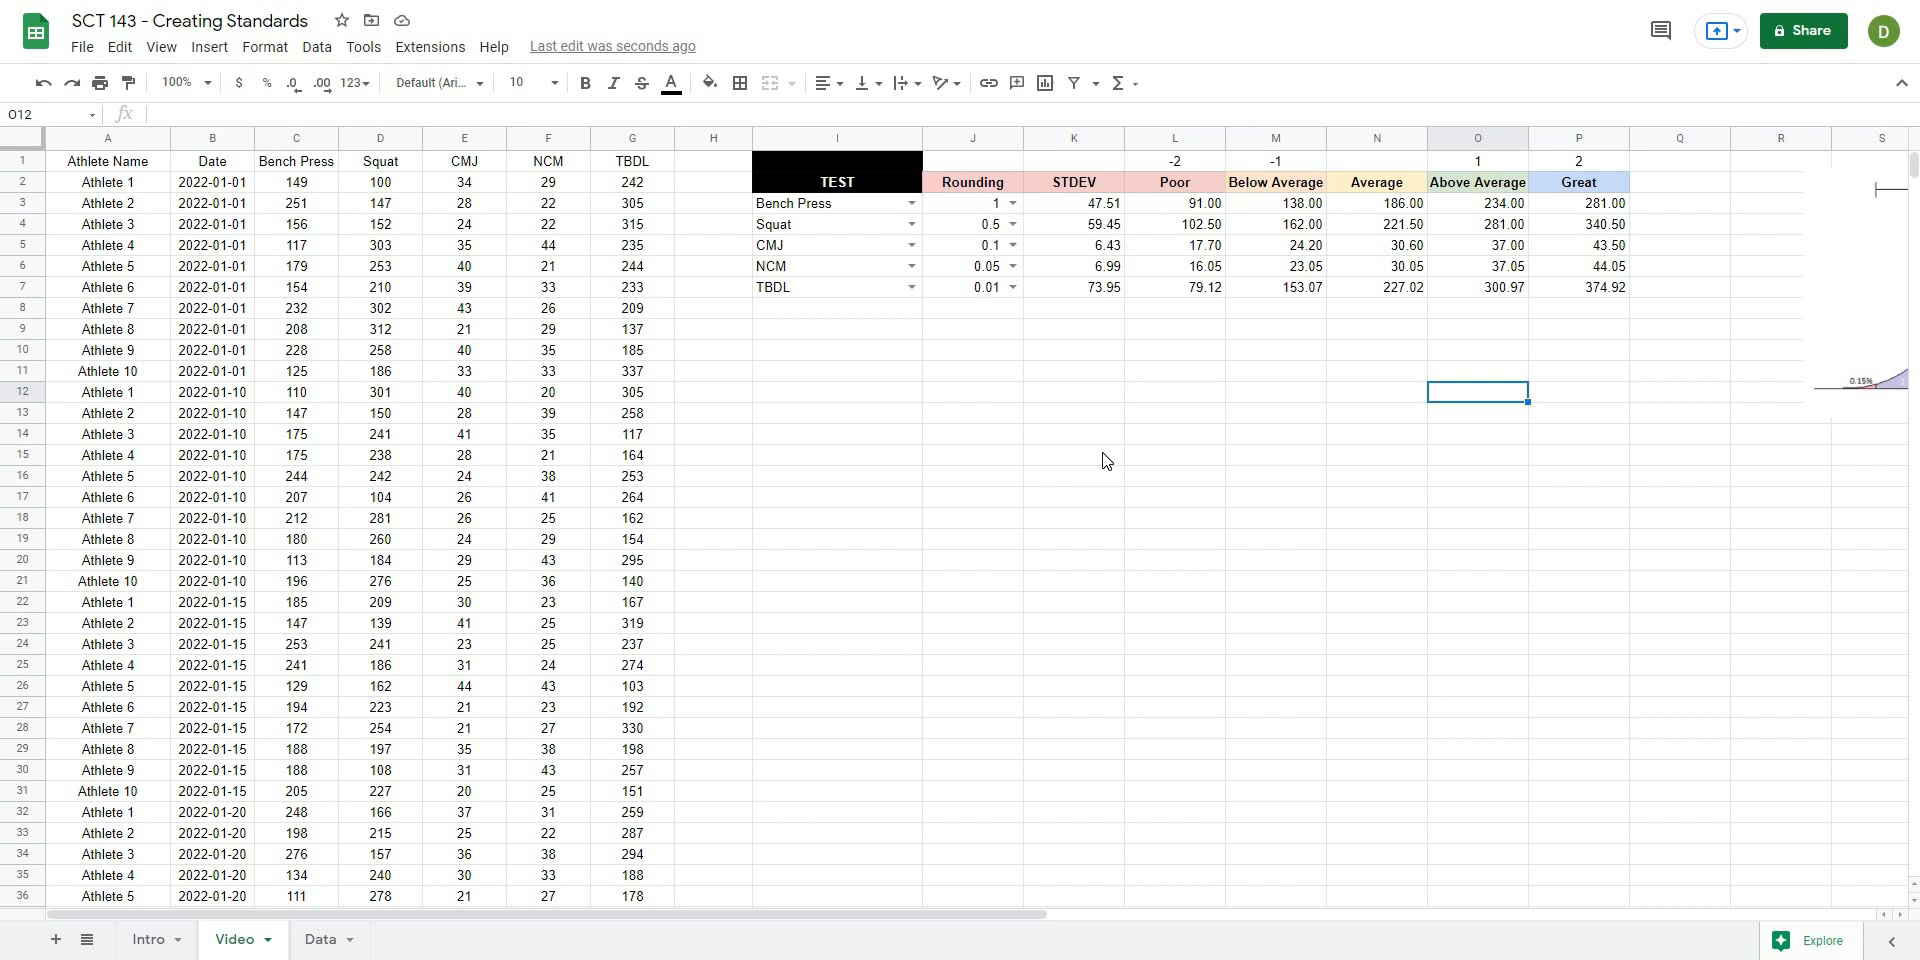 SCT 143 - Creating Standards
File Edit View Insert Format Data Tools Extensions Help Last edit was seconds ago
Share
D
100% $ % .0 .00 123 Default (Ari... 10 B I S A Σ
O12 fx
A B C D E F G H I J K L M N O P Q R S
1 Athlete Name Date Bench Press Squat CMJ NCM TBDL -2 -1 1 2
2 Athlete 1 2022-01-01 149 100 34 29 242 TEST Rounding STDEV Poor Below Average Average Above Average Great
3 Athlete 2 2022-01-01 251 147 28 22 305 Bench Press 1 47.51 91.00 138.00 186.00 234.00 281.00
4 Athlete 3 2022-01-01 156 152 24 22 315 Squat 0.5 59.45 102.50 162.00 221.50 281.00 340.50
5 Athlete 4 2022-01-01 117 303 35 44 235 CMJ 0.1 6.43 17.70 24.20 30.60 37.00 43.50
6 Athlete 5 2022-01-01 179 253 40 21 244 NCM 0.05 6.99 16.05 23.05 30.05 37.05 44.05
7 Athlete 6 2022-01-01 154 210 39 33 233 TBDL 0.01 73.95 79.12 153.07 227.02 300.97 374.92
8 Athlete 7 2022-01-01 232 302 43 26 209
9 Athlete 8 2022-01-01 208 312 21 29 137
10 Athlete 9 2022-01-01 228 258 40 35 185
11 Athlete 10 2022-01-01 125 186 33 33 337 0.15%
12 Athlete 1 2022-01-10 110 301 40 20 305
13 Athlete 2 2022-01-10 147 150 28 39 258
14 Athlete 3 2022-01-10 175 241 41 35 117
15 Athlete 4 2022-01-10 175 238 28 21 164
16 Athlete 5 2022-01-10 244 242 24 38 253
17 Athlete 6 2022-01-10 207 104 26 41 264
18 Athlete 7 2022-01-10 212 281 26 25 162
19 Athlete 8 2022-01-10 180 260 24 29 154
20 Athlete 9 2022-01-10 113 184 29 43 295
21 Athlete 10 2022-01-10 196 276 25 36 140
22 Athlete 1 2022-01-15 185 209 30 23 167
23 Athlete 2 2022-01-15 147 139 41 25 319
24 Athlete 3 2022-01-15 253 241 23 25 237
25 Athlete 4 2022-01-15 241 186 31 24 274
26 Athlete 5 2022-01-15 129 162 44 43 103
27 Athlete 6 2022-01-15 194 223 21 23 192
28 Athlete 7 2022-01-15 172 254 21 27 330
29 Athlete 8 2022-01-15 188 197 35 38 198
30 Athlete 9 2022-01-15 188 108 31 43 257
31 Athlete 10 2022-01-15 205 227 20 25 151
32 Athlete 1 2022-01-20 248 166 37 31 259
33 Athlete 2 2022-01-20 198 215 25 22 287
34 Athlete 3 2022-01-20 276 157 36 38 294
35 Athlete 4 2022-01-20 134 240 30 33 188
36 Athlete 5 2022-01-20 111 278 21 27 178
Intro Video Data Explore